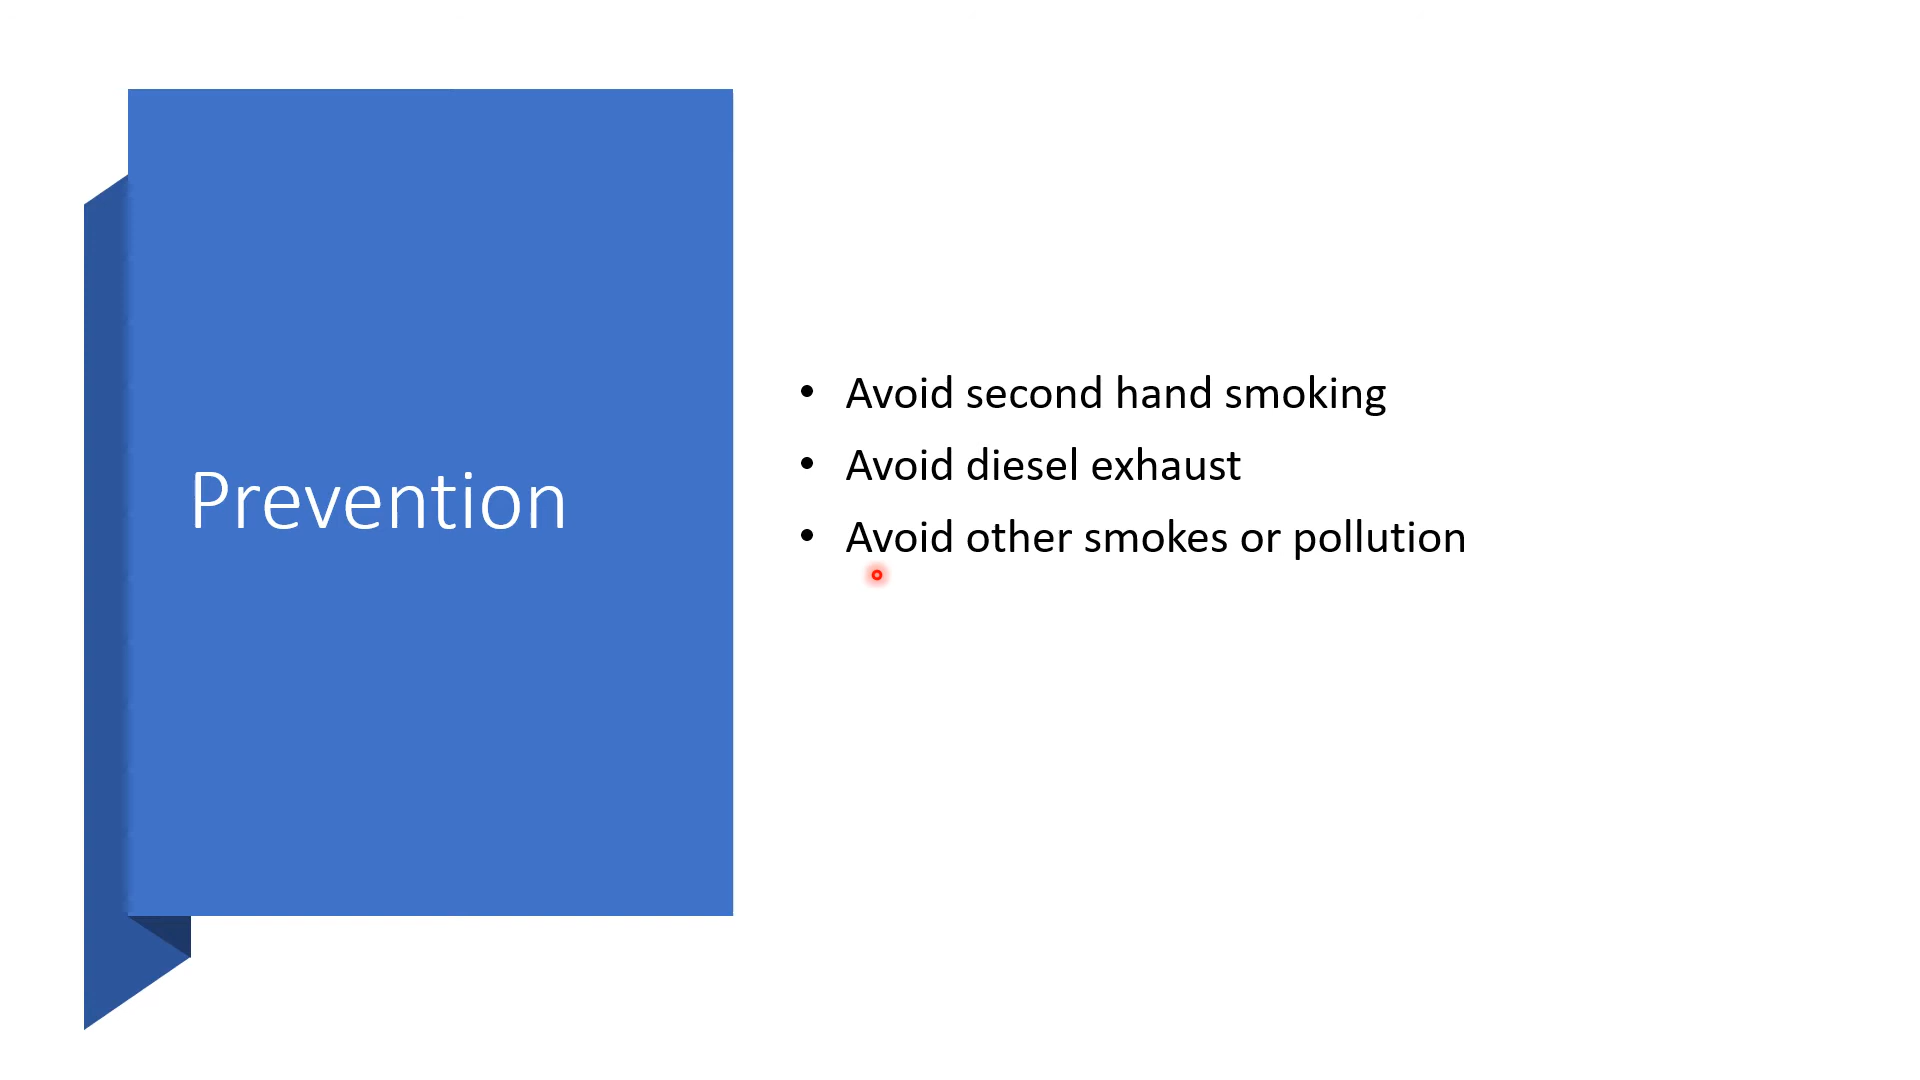 Prevention
• Avoid second hand smoking
• Avoid diesel exhaust
• Avoid other smokes or pollution